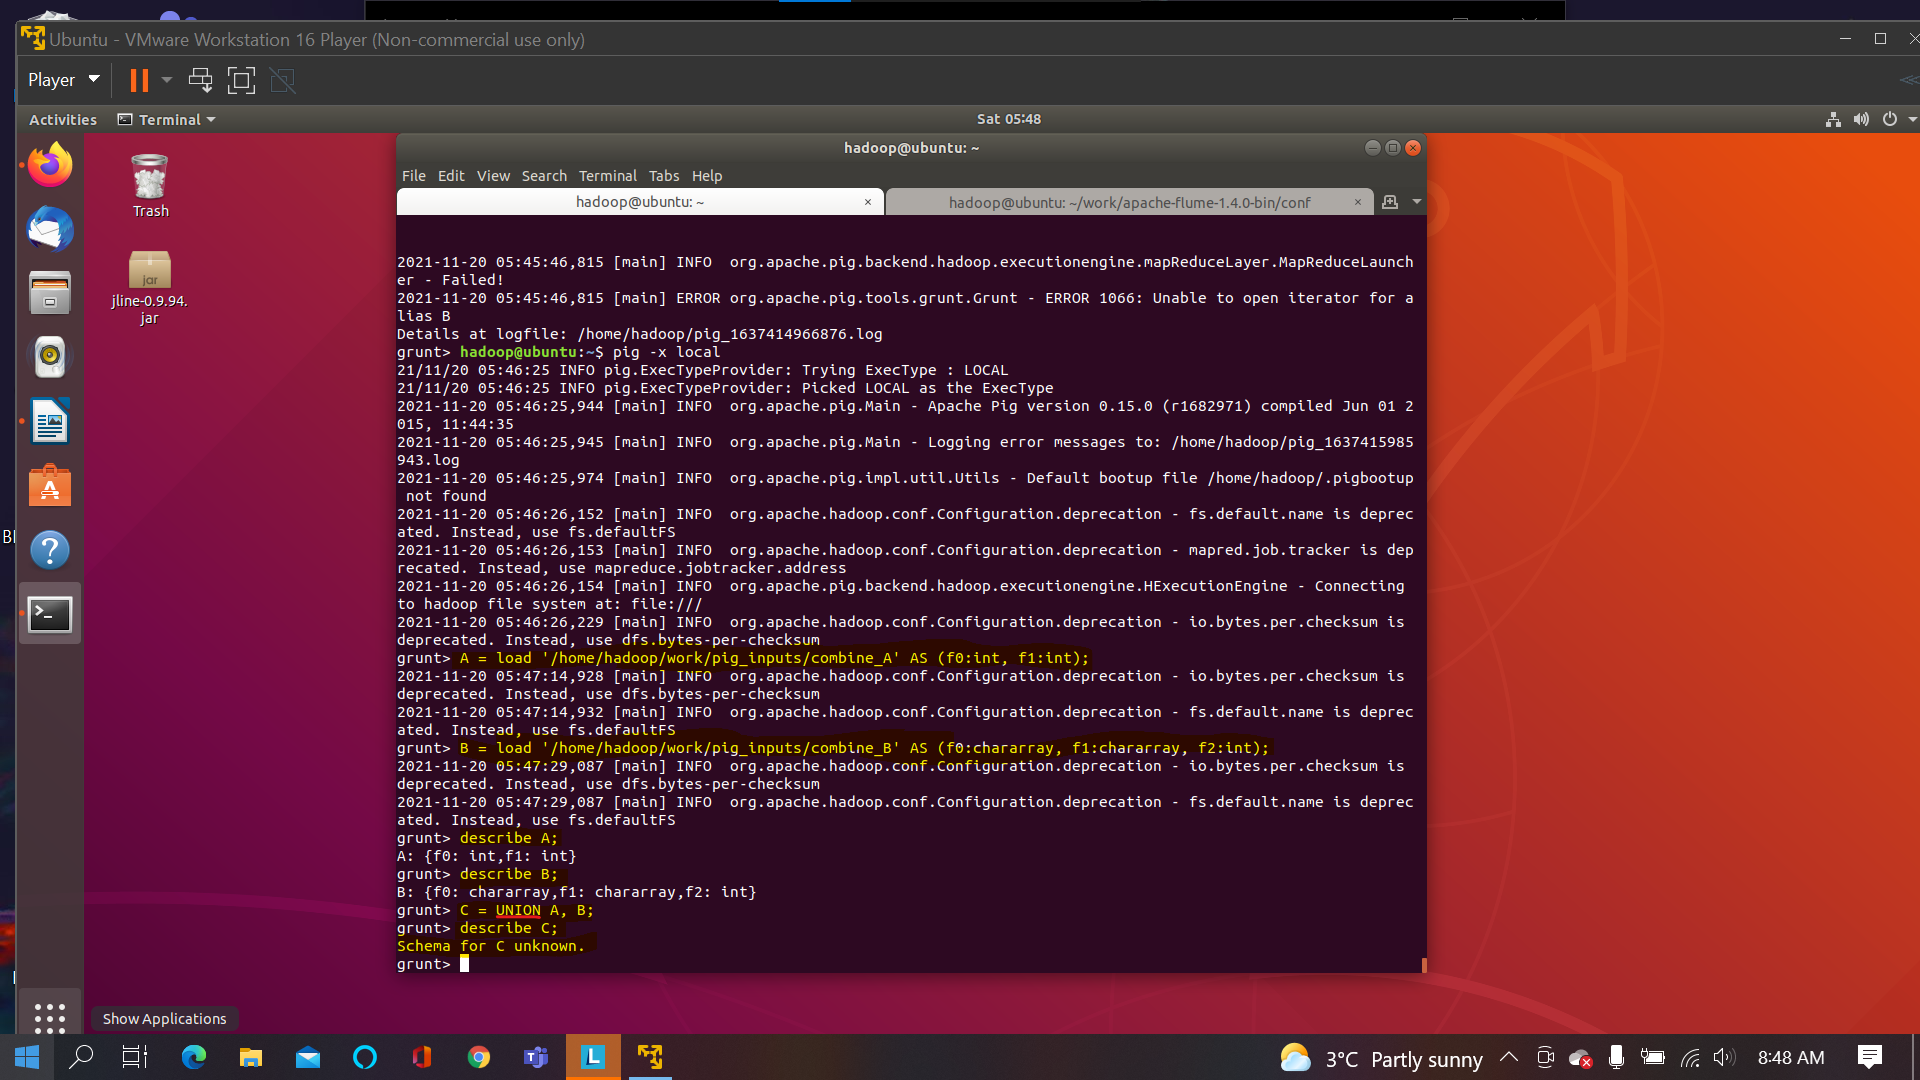 Ubuntu - VMware Workstation 16 Player (Non-commercial use only)
Player
Activities
Terminal
Sat 05:48
Trash
jar
jline-0.9.94.
jar
hadoop@ubuntu: ~
File Edit View Search Terminal Tabs Help
hadoop@ubuntu: ~ ×
hadoop@ubuntu: ~/work/apache-flume-1.4.0-bin/conf ×
2021-11-20 05:45:46,815 [main] INFO  org.apache.pig.backend.hadoop.executionengine.mapReduceLayer.MapReduceLaunch
er - Failed!
2021-11-20 05:45:46,815 [main] ERROR org.apache.pig.tools.grunt.Grunt - ERROR 1066: Unable to open iterator for a
lias B
Details at logfile: /home/hadoop/pig_1637414966876.log
grunt> hadoop@ubuntu:~$ pig -x local
21/11/20 05:46:25 INFO pig.ExecTypeProvider: Trying ExecType : LOCAL
21/11/20 05:46:25 INFO pig.ExecTypeProvider: Picked LOCAL as the ExecType
2021-11-20 05:46:25,944 [main] INFO  org.apache.pig.Main - Apache Pig version 0.15.0 (r1682971) compiled Jun 01 2
015, 11:44:35
2021-11-20 05:46:25,945 [main] INFO  org.apache.pig.Main - Logging error messages to: /home/hadoop/pig_1637415985
943.log
2021-11-20 05:46:25,974 [main] INFO  org.apache.pig.impl.util.Utils - Default bootup file /home/hadoop/.pigbootup
 not found
2021-11-20 05:46:26,152 [main] INFO  org.apache.hadoop.conf.Configuration.deprecation - fs.default.name is deprec
ated. Instead, use fs.defaultFS
2021-11-20 05:46:26,153 [main] INFO  org.apache.hadoop.conf.Configuration.deprecation - mapred.job.tracker is dep
recated. Instead, use mapreduce.jobtracker.address
2021-11-20 05:46:26,154 [main] INFO  org.apache.pig.backend.hadoop.executionengine.HExecutionEngine - Connecting
to hadoop file system at: file:///
2021-11-20 05:46:26,229 [main] INFO  org.apache.hadoop.conf.Configuration.deprecation - io.bytes.per.checksum is
deprecated. Instead, use dfs.bytes-per-checksum
grunt> A = load '/home/hadoop/work/pig_inputs/combine_A' AS (f0:int, f1:int);
2021-11-20 05:47:14,928 [main] INFO  org.apache.hadoop.conf.Configuration.deprecation - io.bytes.per.checksum is
deprecated. Instead, use dfs.bytes-per-checksum
2021-11-20 05:47:14,932 [main] INFO  org.apache.hadoop.conf.Configuration.deprecation - fs.default.name is deprec
ated. Instead, use fs.defaultFS
grunt> B = load '/home/hadoop/work/pig_inputs/combine_B' AS (f0:chararray, f1:chararray, f2:int);
2021-11-20 05:47:29,087 [main] INFO  org.apache.hadoop.conf.Configuration.deprecation - io.bytes.per.checksum is
deprecated. Instead, use dfs.bytes-per-checksum
2021-11-20 05:47:29,087 [main] INFO  org.apache.hadoop.conf.Configuration.deprecation - fs.default.name is deprec
ated. Instead, use fs.defaultFS
grunt> describe A;
A: {f0: int,f1: int}
grunt> describe B;
B: {f0: chararray,f1: chararray,f2: int}
grunt> C = UNION A, B;
grunt> describe C;
Schema for C unknown.
grunt>
Show Applications
3°C Partly sunny
8:48 AM